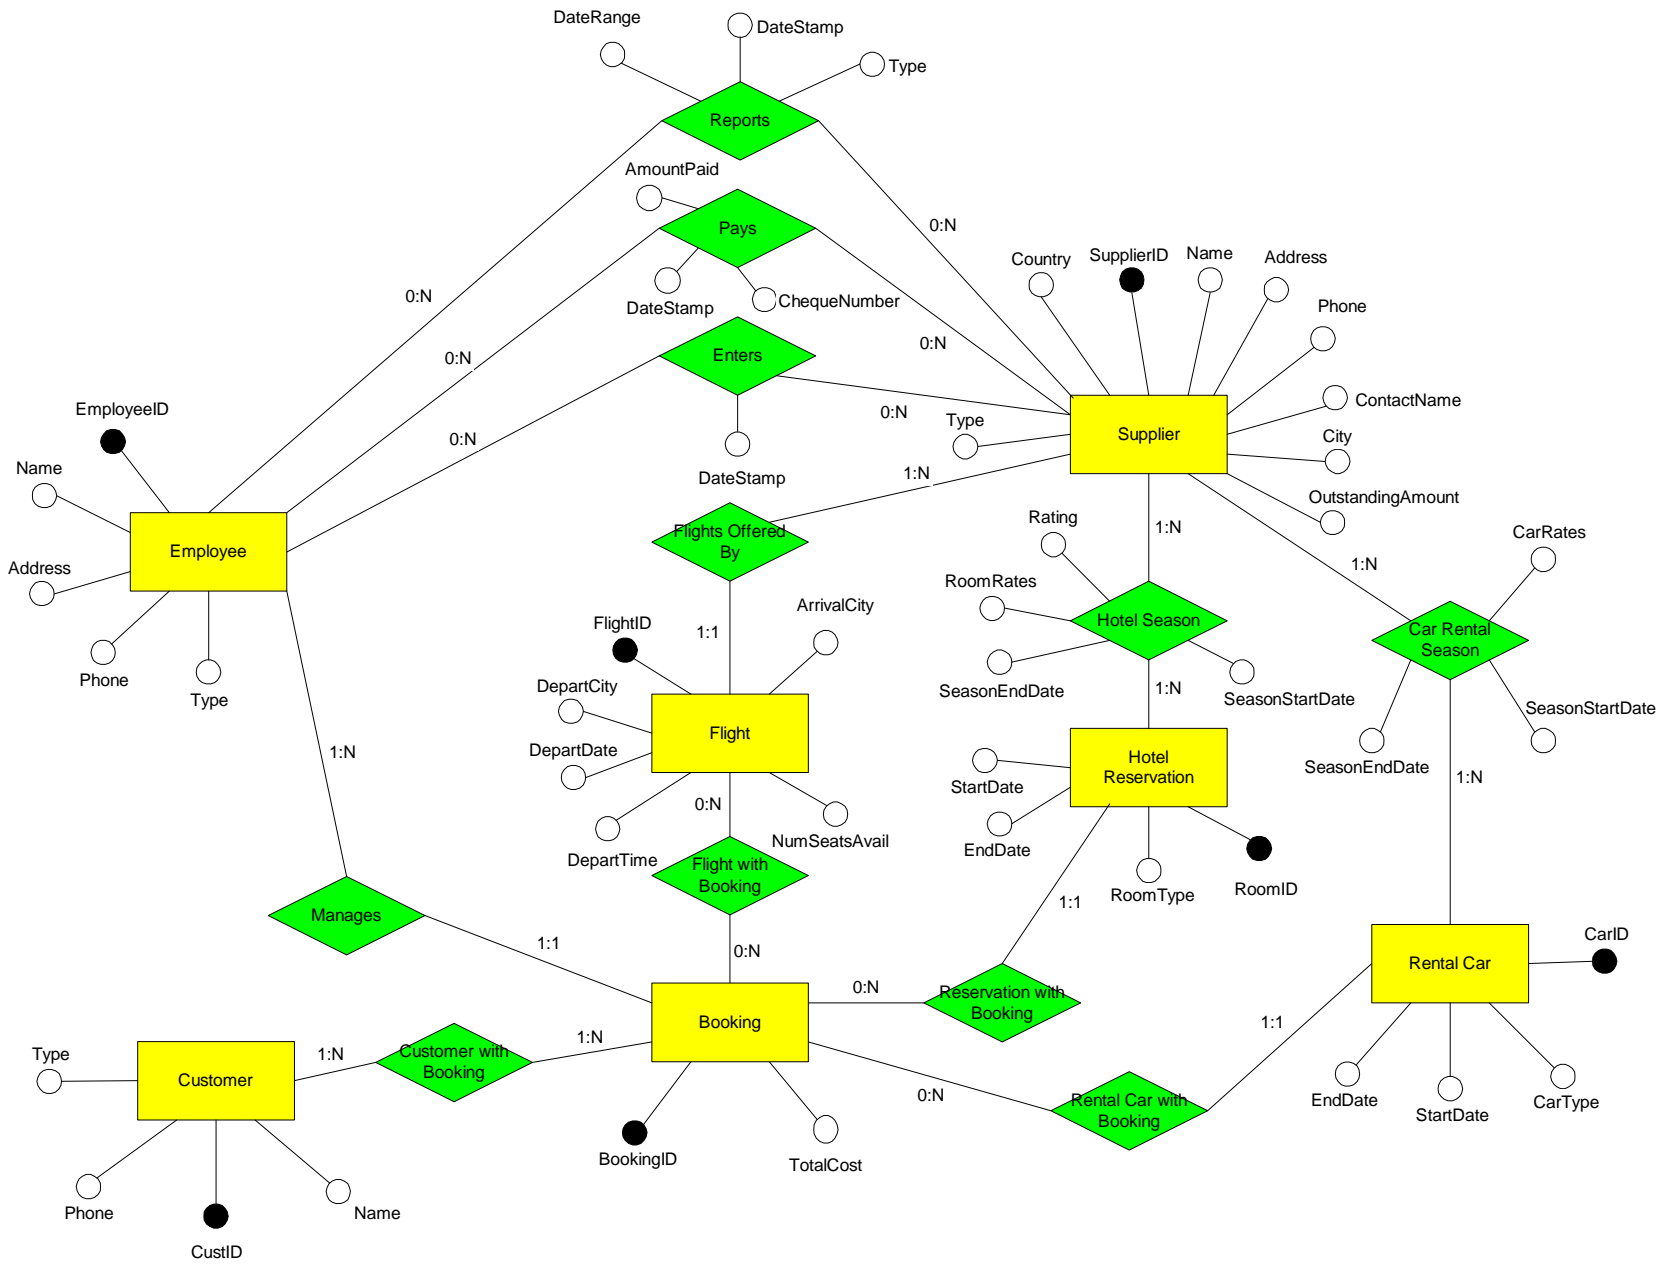 DateRange
DateStamp
Type
Reports
AmountPaid
Pays
0:N
Country
SupplierID
Name
Address
DateStamp
ChequeNumber
0:N
Phone
Enters
0:N
0:N
EmployeeID
ContactName
0:N
0:N
Type
Supplier
City
Name
DateStamp
1:N
OutstandingAmount
Rating
1:N
Flights Offered
By
CarRates
Employee
Address
RoomRates
1:N
ArrivalCity
FlightID
1:1
Hotel Season
Car Rental
Season
Phone
Type
DepartCity
SeasonEndDate
1:N
SeasonStartDate
SeasonStartDate
Flight
1:N
DepartDate
Hotel
Reservation
StartDate
SeasonEndDate
1:N
0:N
NumSeatsAvail
EndDate
DepartTime
Flight with
Booking
RoomType
RoomID
1:1
Manages
1:1
0:N
CarID
Rental Car
0:N
Reservation with
Booking
Booking
1:N
1:1
Type
1:N
Customer with
Booking
Customer
0:N
Rental Car with
Booking
EndDate
StartDate
CarType
BookingID
TotalCost
Phone
Name
CustID